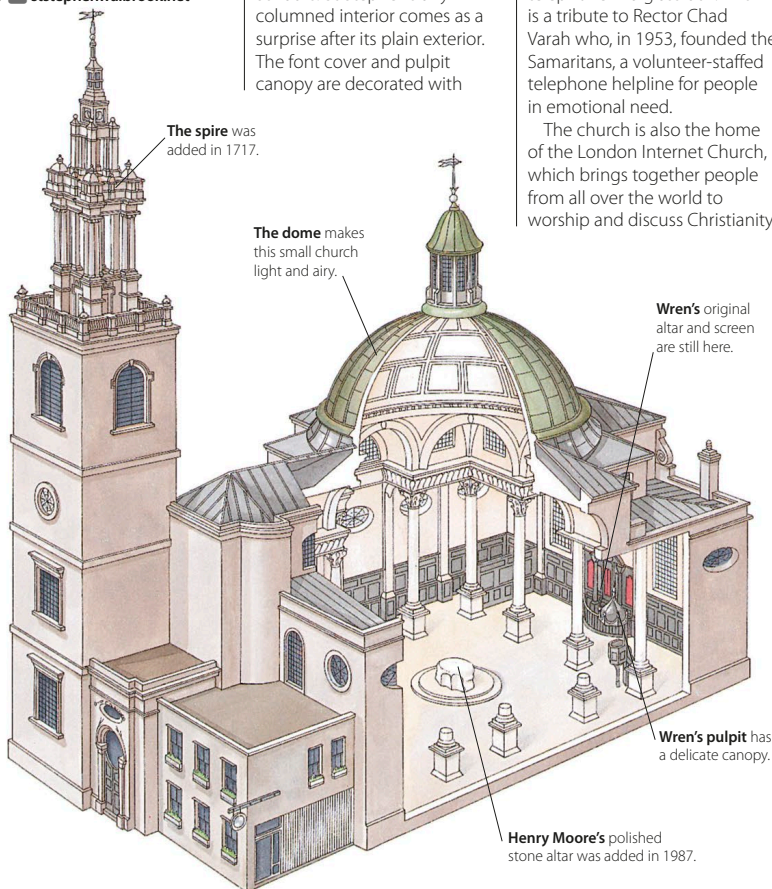 ststephenwalbrook.net
columned interior comes as a
surprise after its plain exterior.
The font cover and pulpit
canopy are decorated with
is a tribute to Rector Chad
Varah who, in 1953, founded the
Samaritans, a volunteer-staffed
telephone helpline for people
in emotional need.
The church is also the home
of the London Internet Church,
which brings together people
from all over the world to
worship and discuss Christianity
The spire was
added in 1717.
The dome makes
this small church
light and airy.
Wren's original
altar and screen
are still here.
Wren's pulpit has
a delicate canopy.
Henry Moore's polished
stone altar was added in 1987.